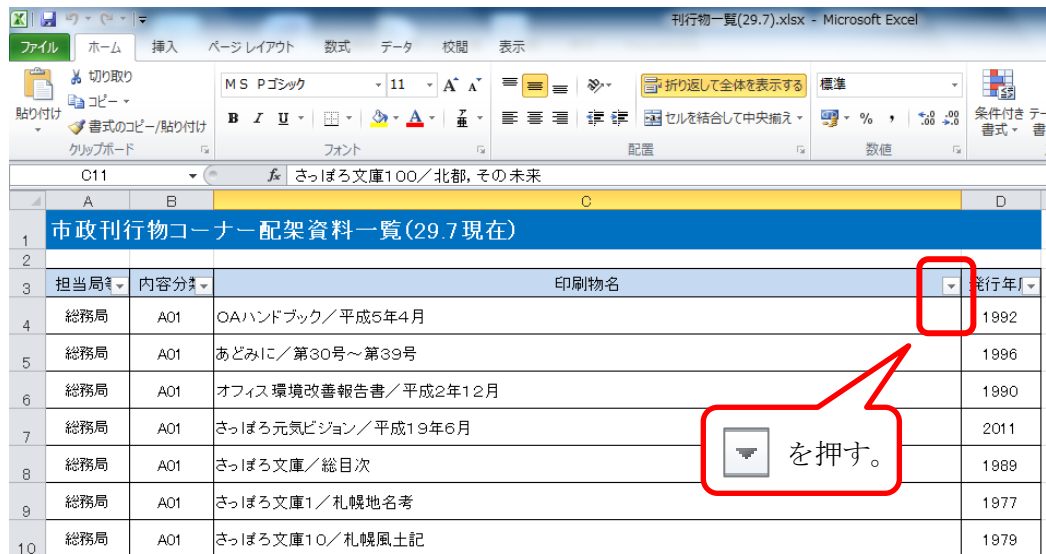 刊行物一覧(29.7).xlsx - Microsoft Excel
ファイル ホーム 挿入 ページ レイアウト 数式 データ 校閲 表示
切り取り
コピー
書式のコピー/貼り付け
貼り付け
クリップボード
ＭＳ Ｐゴシック 11
B I U
フォント
折り返して全体を表示する
セルを結合して中央揃え
配置
標準
% ,
数値
条件付き
書式
C11 fx さっぽろ文庫100／北都,その未来
A B C D
1 市政刊行物コーナー配架資料一覧(29.7現在)
2
3 担当局等 内容分類 印刷物名 発行年度
4 総務局 A01 OAハンドブック／平成5年4月 1992
5 総務局 A01 あどみに／第30号～第39号 1996
6 総務局 A01 オフィス環境改善報告書／平成2年12月 1990
7 総務局 A01 さっぽろ元気ビジョン／平成19年6月 2011
8 総務局 A01 さっぽろ文庫／総目次 1989
9 総務局 A01 さっぽろ文庫1／札幌地名考 1977
10 総務局 A01 さっぽろ文庫10／札幌風土記 1979
を押す。